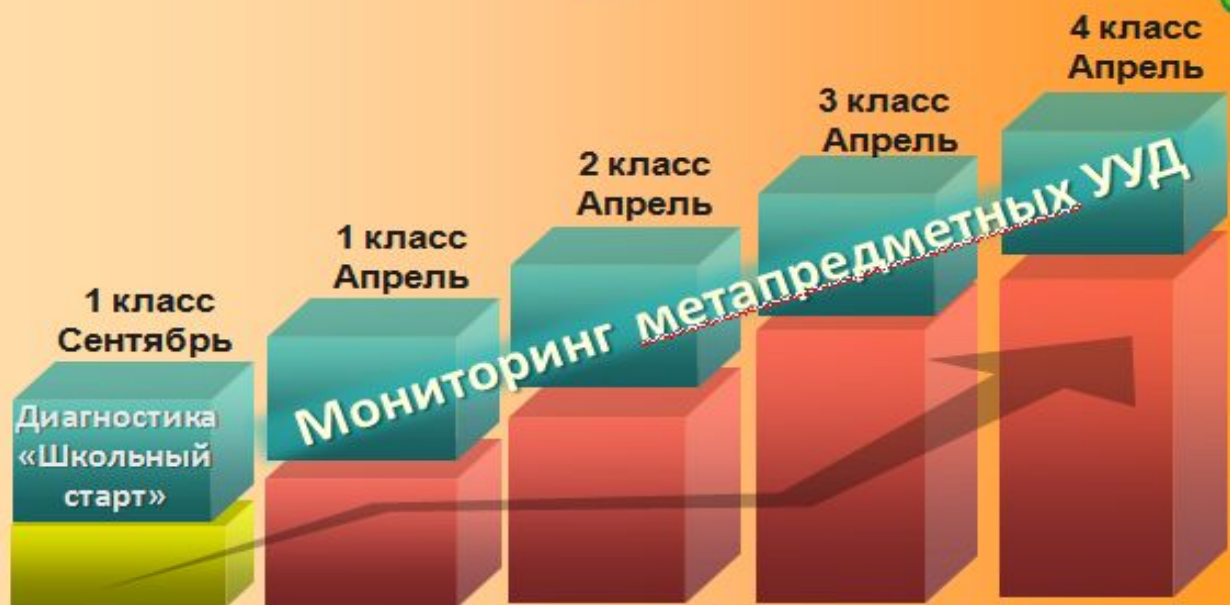 1 класс
Сентябрь
1 класс
Апрель
2 класс
Апрель
3 класс
Апрель
4 класс
Апрель
Диагностика
«Школьный
старт»
Мониторинг метапредметных УУД